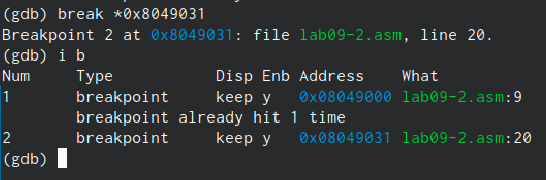 (gdb) break *0x8049031
Breakpoint 2 at 0x8049031: file lab09-2.asm, line 20.
(gdb) i b
Num     Type           Disp Enb Address    What
1       breakpoint     keep y   0x08049000 lab09-2.asm:9
        breakpoint already hit 1 time
2       breakpoint     keep y   0x08049031 lab09-2.asm:20
(gdb)